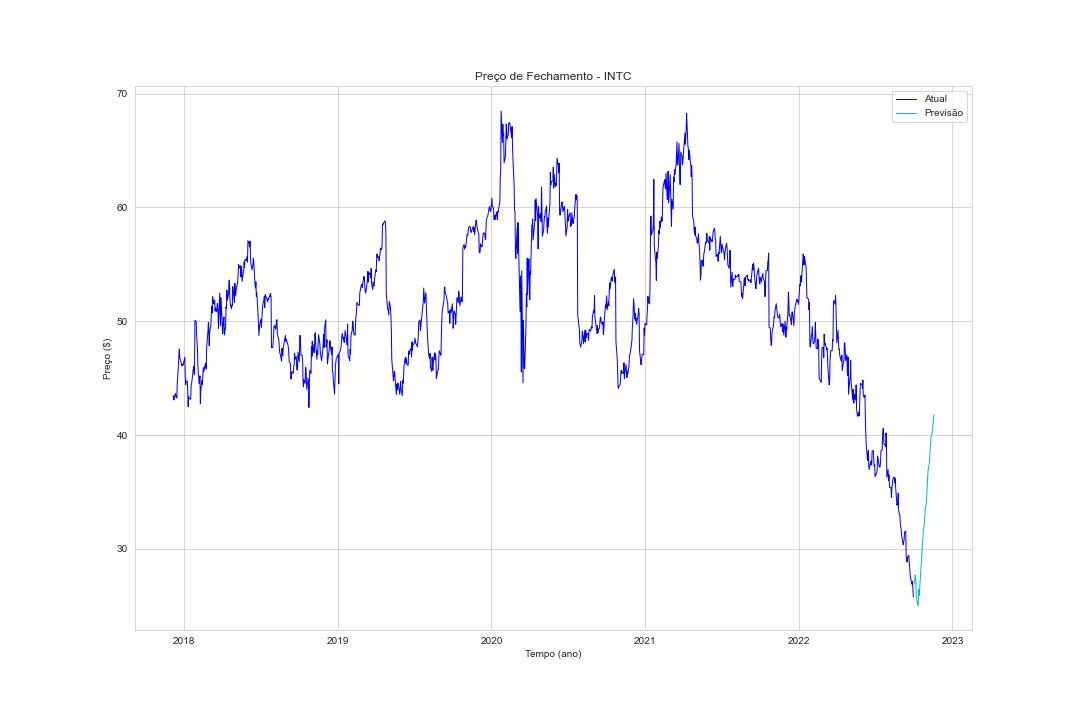 Preço de Fechamento - INTC
Atual
Previsão
70
60
50
40
30
Preço ($)
2018
2019
2020
2021
2022
2023
Tempo (ano)